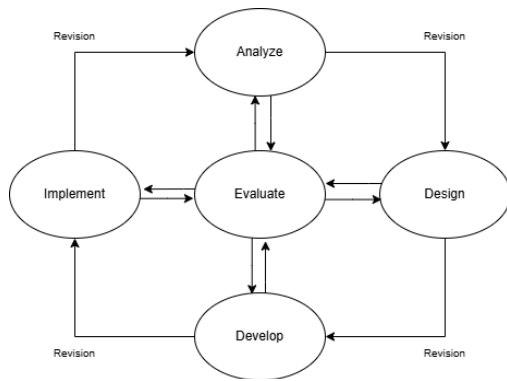 Revision
Revision
Analyze
Implement
Evaluate
Design
Develop
Revision
Revision